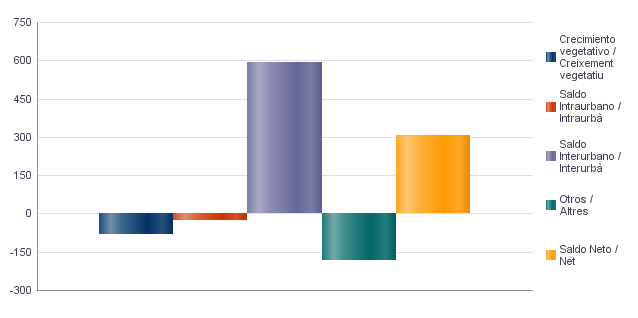 750
600
450
300
150
0
-150
-300
Crecimiento
vegetativo /
Creixement
vegetatiu
Saldo
Intraurbano /
Intraurbà
Saldo
Interurbano /
Interurbà
Otros /
Altres
Saldo Neto /
Net